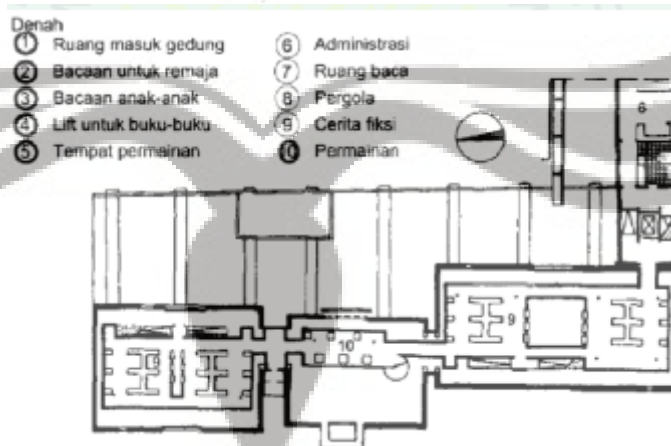 Denah
1 Ruang masuk gedung
2 Bacaan untuk remaja
3 Bacaan anak-anak
4 Lift untuk buku-buku
5 Tempat permainan
6 Administrasi
7 Ruang baca
8 Pergola
9 Cerita fiksi
10 Permainan
6
9
10